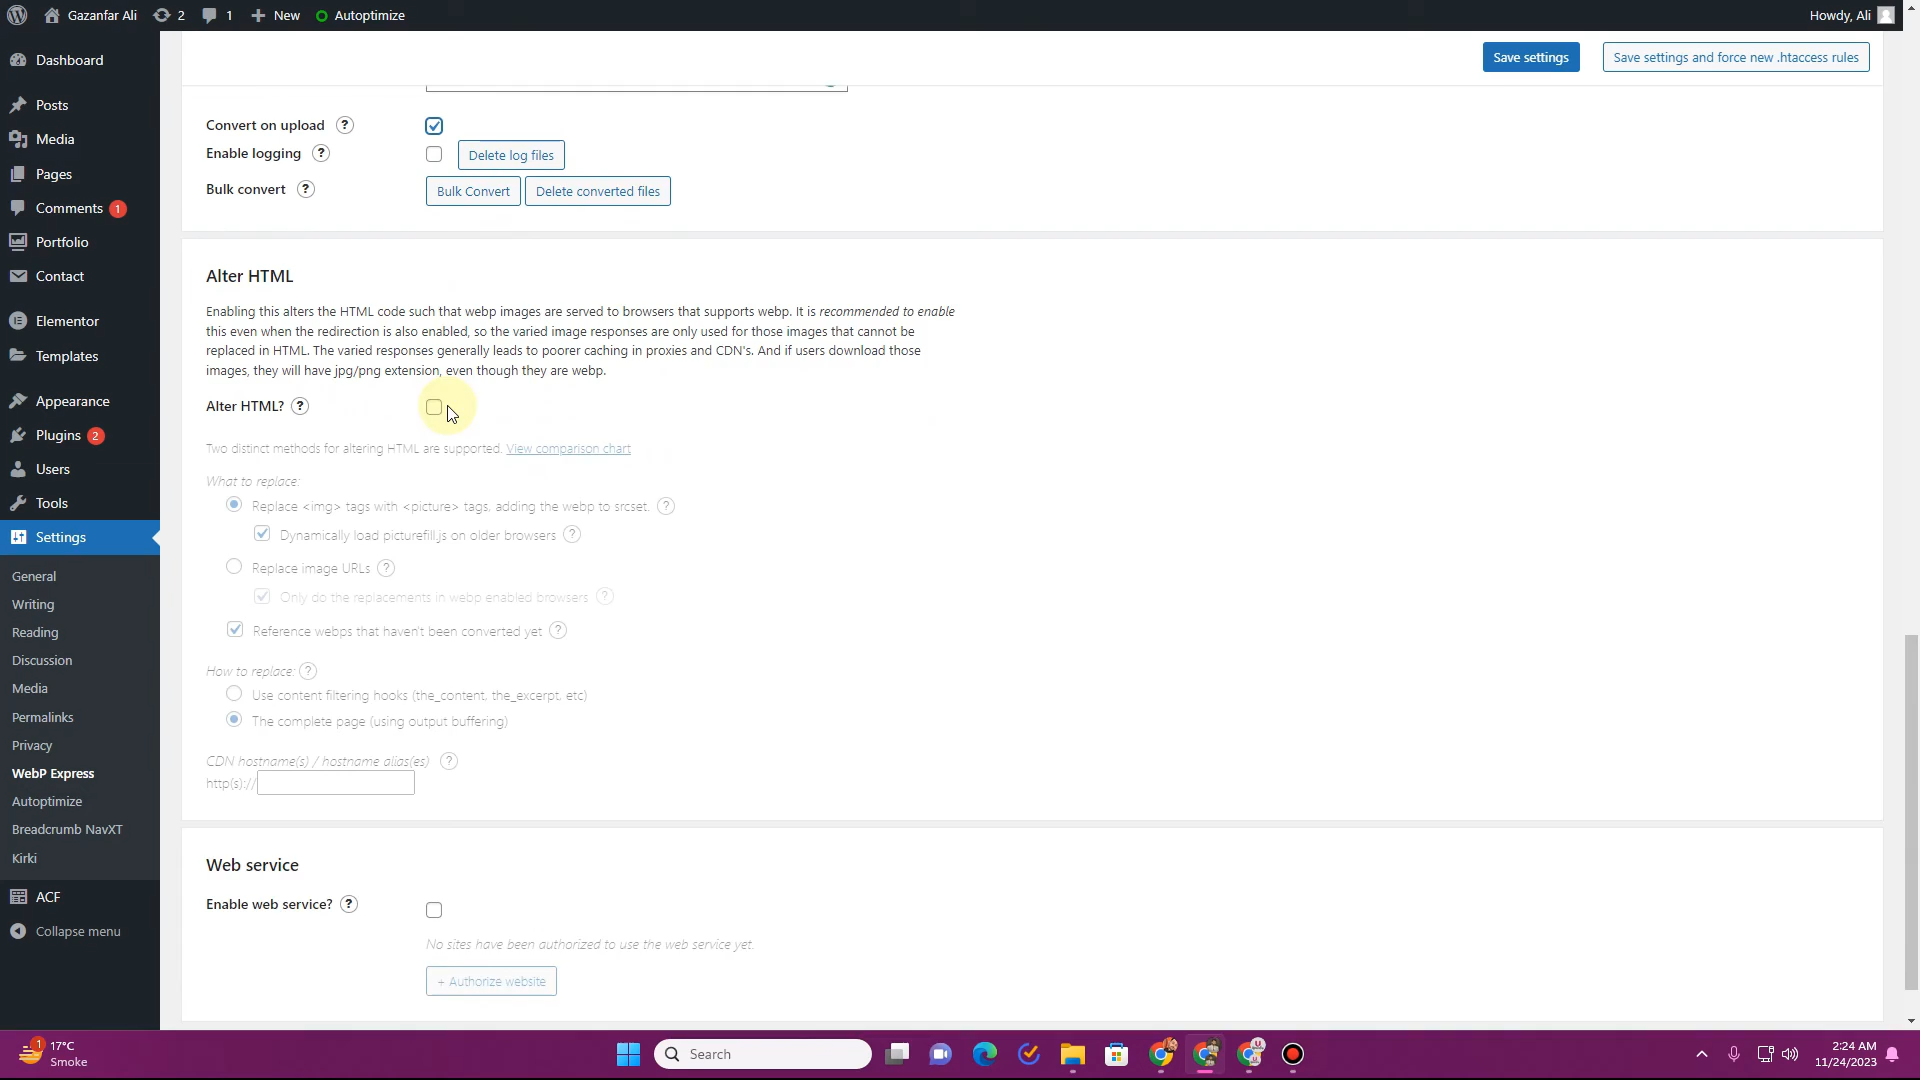 Gazanfar Ali
2
1
New
Autoptimize
Howdy, Ali
Dashboard
Posts
Media
Pages
Comments 1
Portfolio
Contact
Elementor
Templates
Appearance
Plugins 2
Users
Tools
Settings
General
Writing
Reading
Discussion
Media
Permalinks
Privacy
WebP Express
Autoptimize
Breadcrumb NavXT
Kirki
ACF
Collapse menu
Save settings
Save settings and force new .htaccess rules
Convert on upload ?
Enable logging ?
Delete log files
Bulk convert ?
Bulk Convert
Delete converted files
Alter HTML
Enabling this alters the HTML code such that webp images are served to browsers that supports webp. It is recommended to enable
this even when the redirection is also enabled, so the varied image responses are only used for those images that cannot be
replaced in HTML. The varied responses generally leads to poorer caching in proxies and CDN's. And if users download those
images, they will have jpg/png extension, even though they are webp.
Alter HTML? ?
Two distinct methods for altering HTML are supported. View comparison chart
What to replace:
Replace <img> tags with <picture> tags, adding the webp to srcset. ?
Dynamically load picturefill.js on older browsers ?
Replace image URLs ?
Only do the replacements in webp enabled browsers ?
Reference webps that haven't been converted yet ?
How to replace: ?
Use content filtering hooks (the_content, the_excerpt, etc)
The complete page (using output buffering)
CDN hostname(s) / hostname alias(es) ?
http(s)://
Web service
Enable web service? ?
No sites have been authorized to use the web service yet.
+ Authorize website
1
17°C
Smoke
Search
2:24 AM
11/24/2023